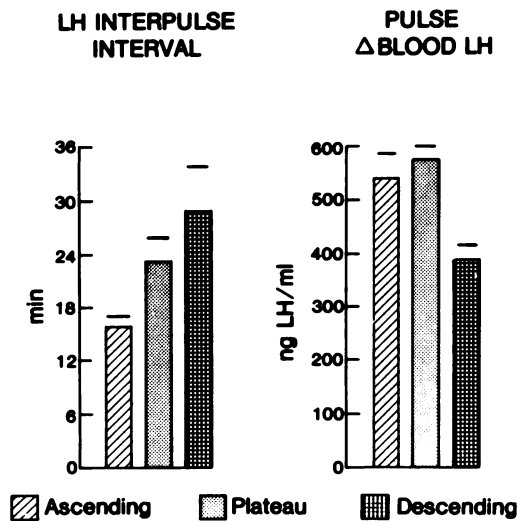 LH INTERPULSE
INTERVAL
PULSE
△BLOOD LH
min
36
30
24
18
12
6
0
ng LH/ml
600
500
400
300
200
100
0
Ascending
Plateau
Descending